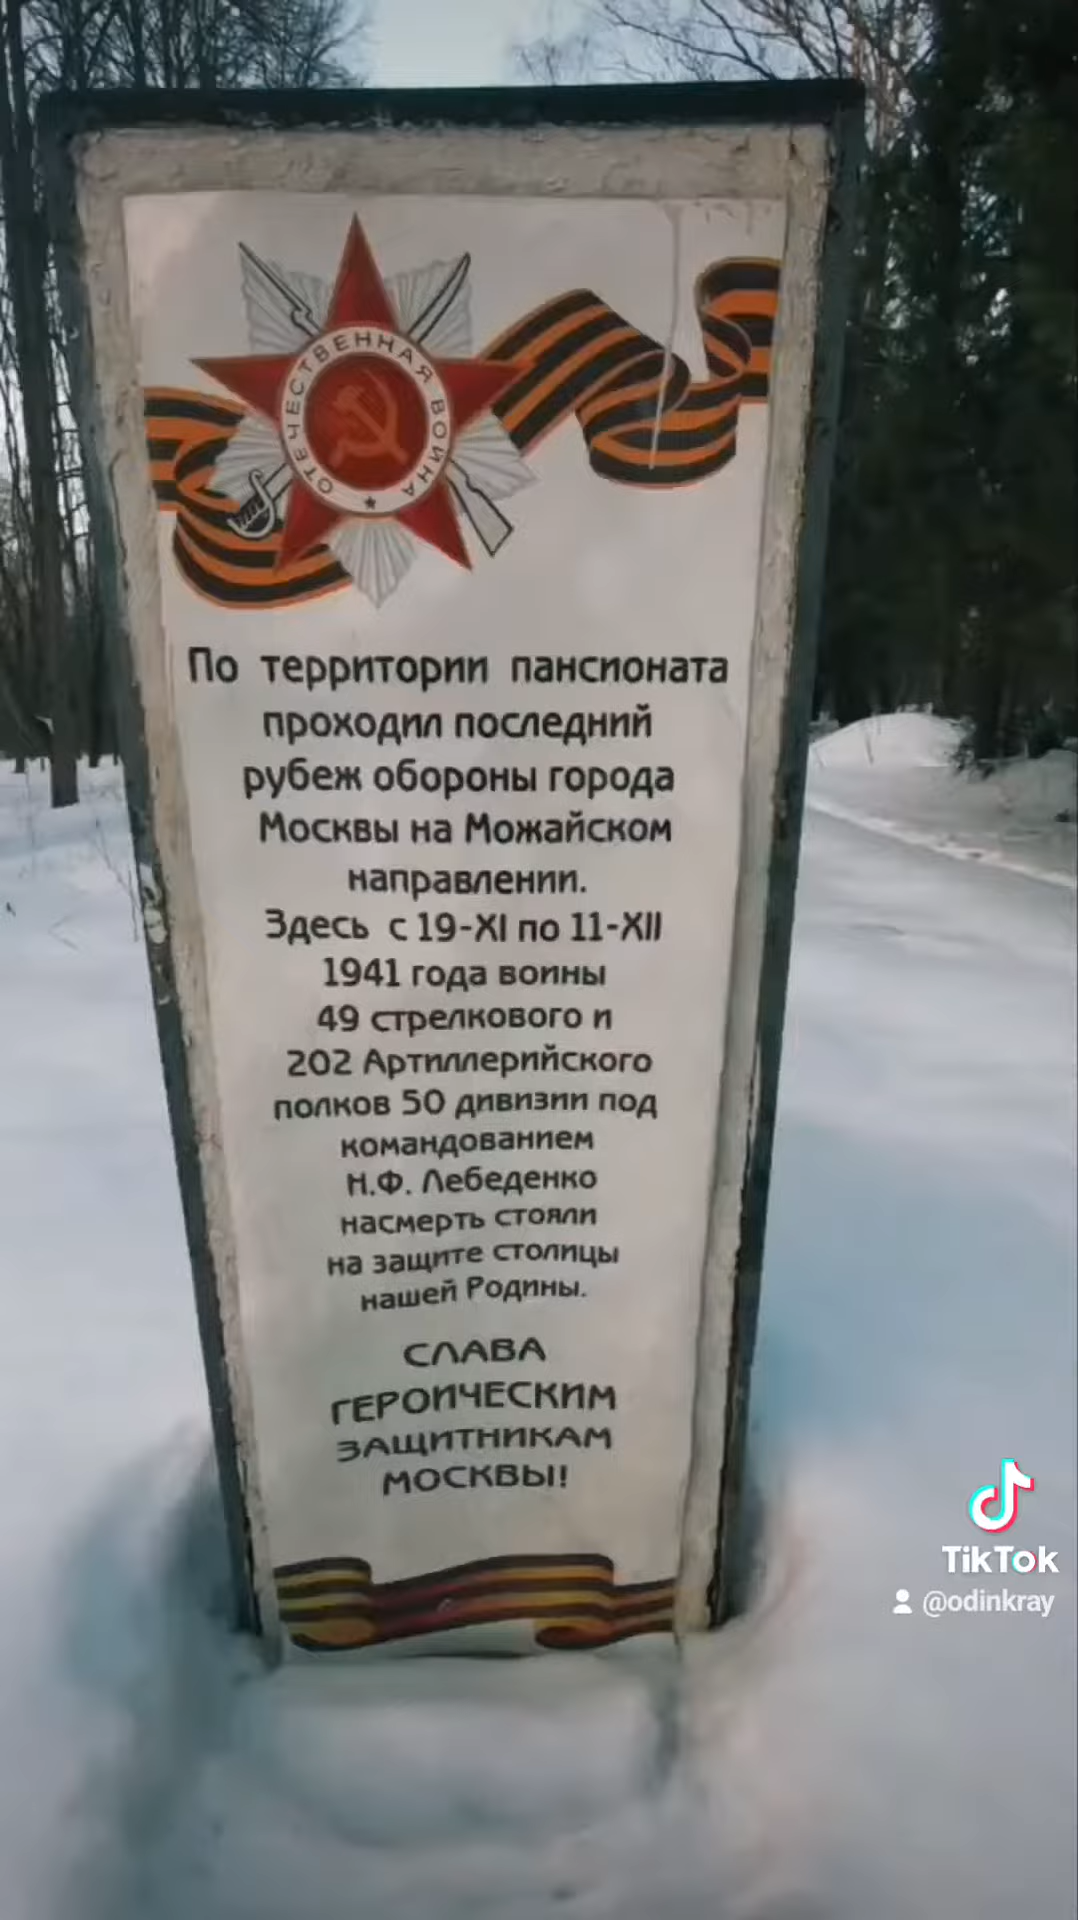 ОТЕЧЕСТВЕННАЯ ВОЙНА
По территории пансионата
проходил последний
рубеж обороны города
Москвы на Можайском
направлении.
Здесь с 19-XI по 11-XII
1941 года воины
49 стрелкового и
202 Артиллерийского
полков 50 дивизии под
командованием
Н.Ф. Лебеденко
насмерть стояли
на защите столицы
нашей Родины.
СЛАВА
ГЕРОИЧЕСКИМ
ЗАЩИТНИКАМ
МОСКВЫ!
TikTok
@odinkray